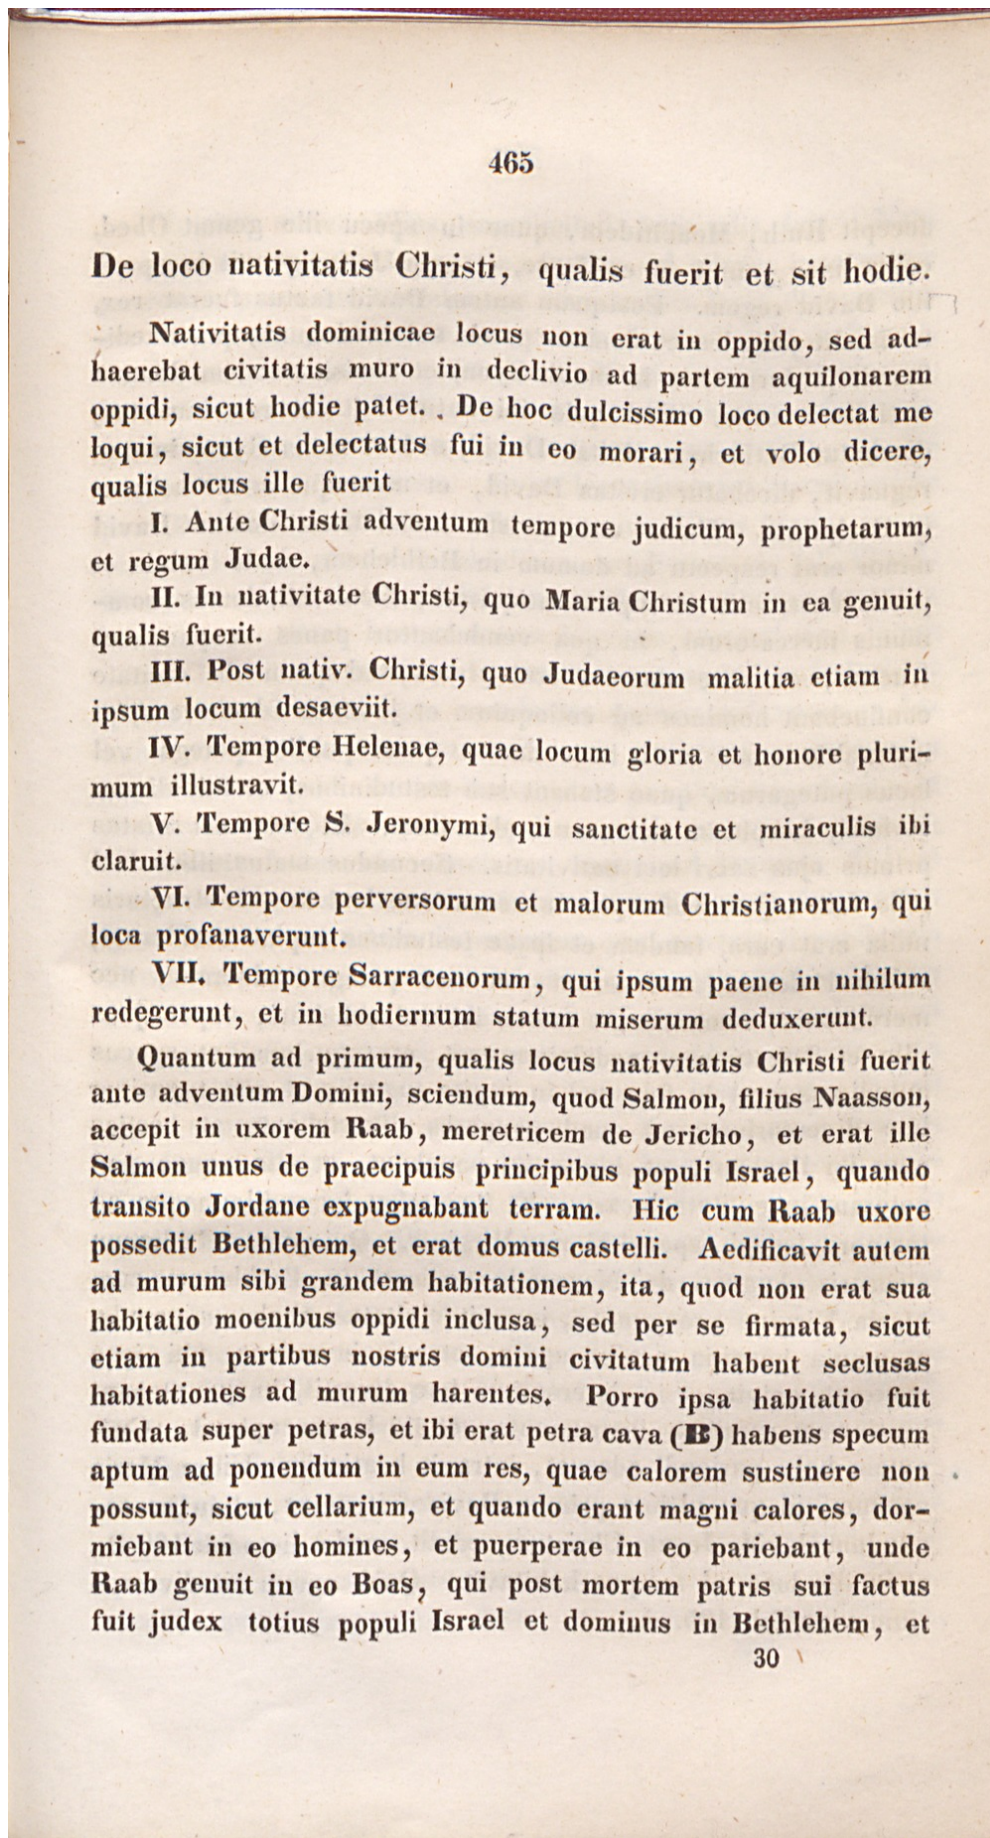 465
De loco nativitatis Christi, qualis fuerit et sit hodie.
Nativitatis dominicae locus non erat in oppido, sed ad-
haerebat civitatis muro in declivio ad partem aquilonarem
oppidi, sicut hodie patet. De hoc dulcissimo loco delectat me
loqui, sicut et delectatus fui in eo morari, et volo dicere,
qualis locus ille fuerit
I. Ante Christi adventum tempore judicum, prophetarum,
et regum Judae.
II. In nativitate Christi, quo Maria Christum in ea genuit,
qualis fuerit.
III. Post nativ. Christi, quo Judaeorum malitia etiam in
ipsum locum desaeviit.
IV. Tempore Helenae, quae locum gloria et honore pluri-
mum illustravit.
V. Tempore S. Jeronymi, qui sanctitate et miraculis ibi
claruit.
VI. Tempore perversorum et malorum Christianorum, qui
loca profanaverunt.
VII. Tempore Sarracenorum, qui ipsum paene in nihilum
redegerunt, et in hodiernum statum miserum deduxerunt.
Quantum ad primum, qualis locus nativitatis Christi fuerit
ante adventum Domini, sciendum, quod Salmon, filius Naasson,
accepit in uxorem Raab, meretricem de Jericho, et erat ille
Salmon unus de praecipuis principibus populi Israel, quando
transito Jordane expugnabant terram. Hic cum Raab uxore
possedit Bethlehem, et erat domus castelli. Aedificavit autem
ad murum sibi grandem habitationem, ita, quod non erat sua
habitatio moenibus oppidi inclusa, sed per se firmata, sicut
etiam in partibus nostris domini civitatum habent seclusas
habitationes ad murum harentes. Porro ipsa habitatio fuit
fundata super petras, et ibi erat petra cava (B) habens specum
aptum ad ponendum in eum res, quae calorem sustinere non
possunt, sicut cellarium, et quando erant magni calores, dor-
miebant in eo homines, et puerperae in eo pariebant, unde
Raab genuit in eo Boas, qui post mortem patris sui factus
fuit judex totius populi Israel et dominus in Bethlehem, et
30